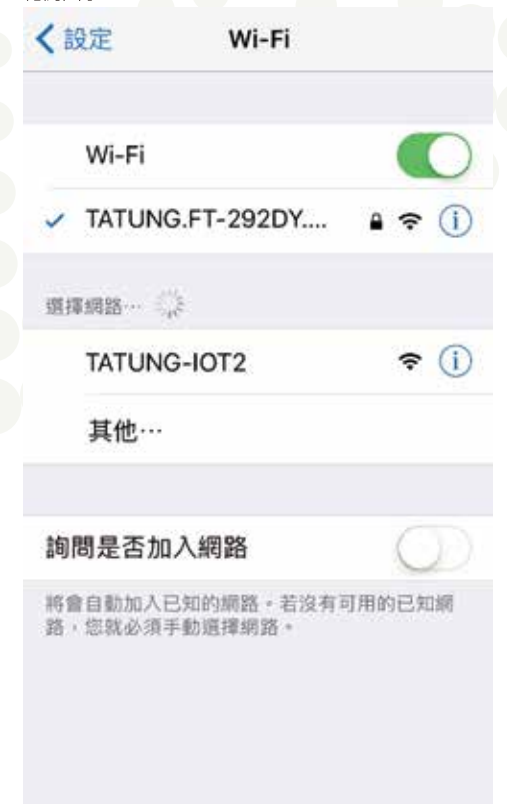 設定
Wi-Fi
Wi-Fi
TATUNG.FT-292DY....
選擇網路⋯
TATUNG-IOT2
其他⋯
詢問是否加入網路
將會自動加入已知的網路。若沒有可用的已知網
路，您就必須手動選擇網路。